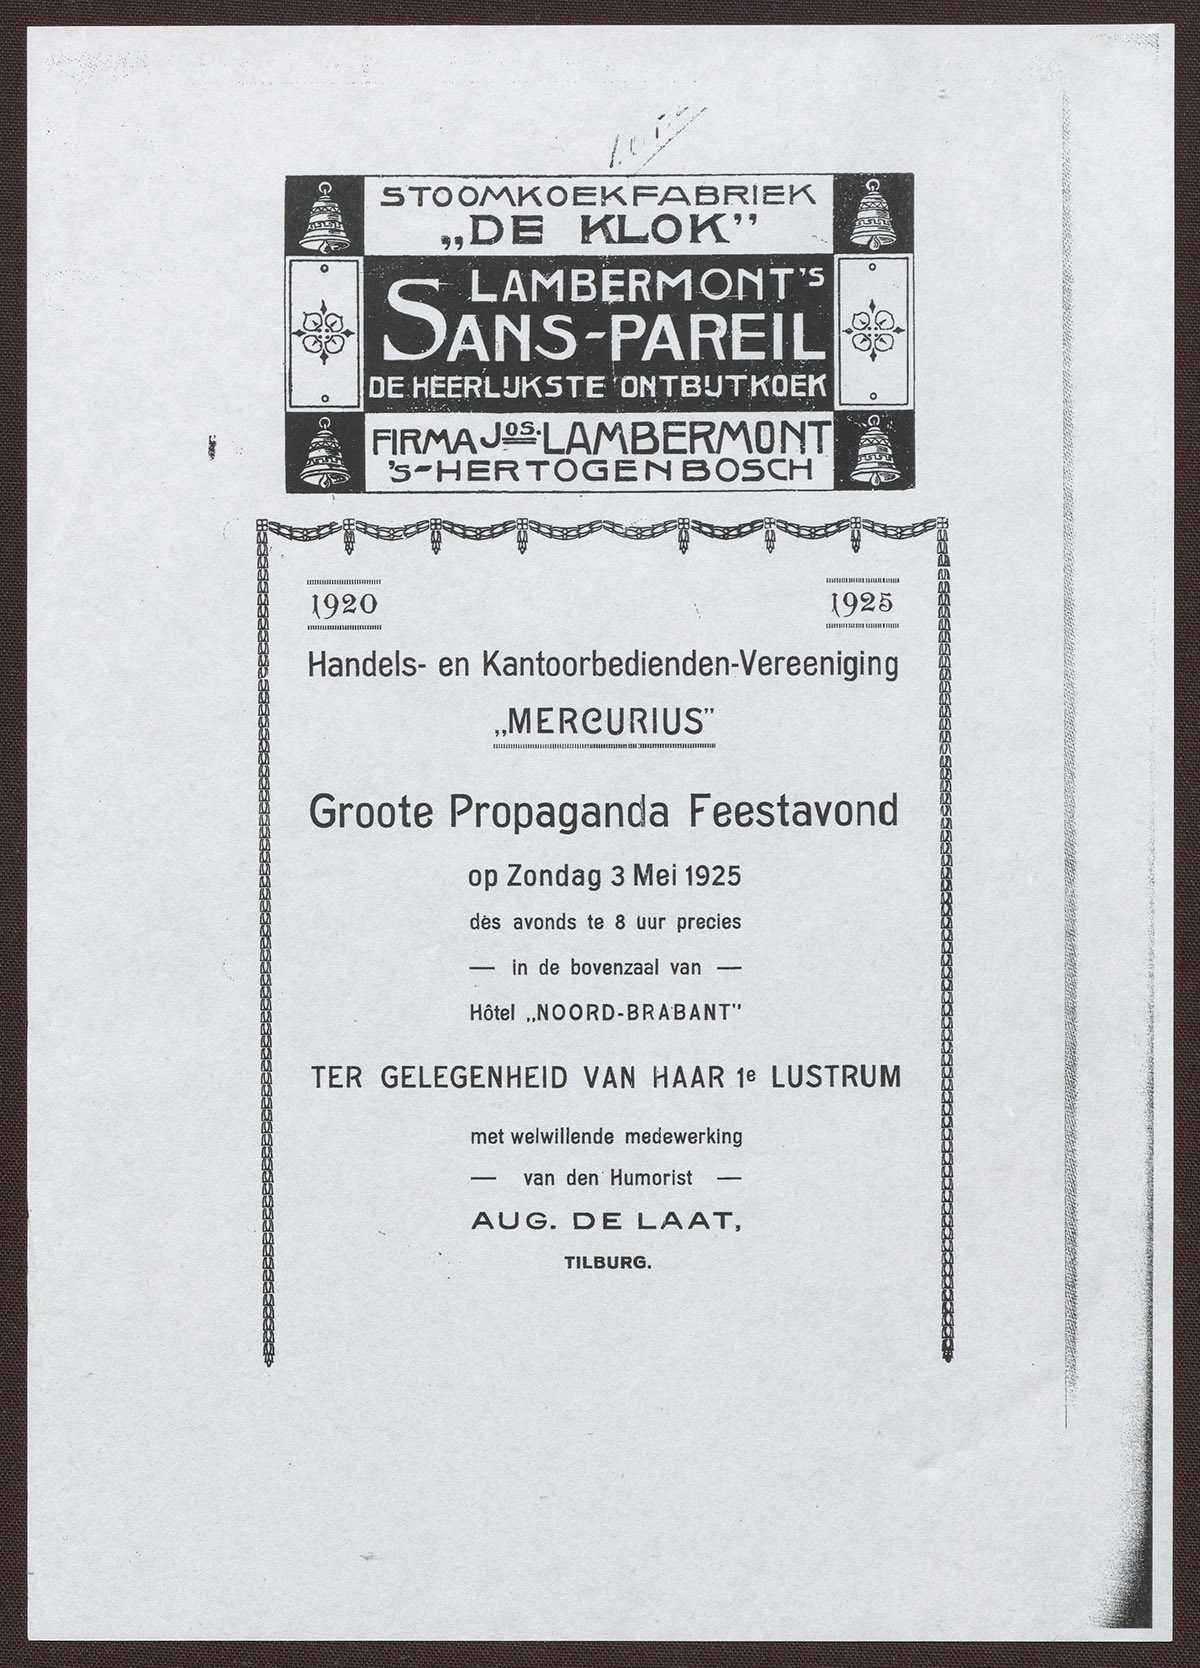 STOOMKOEKFABRIEK
„DE KLOK”
LAMBERMONT'S
SANS-PAREIL
DE HEERLIJKSTE ONTBIJTKOEK
FIRMA JOS. LAMBERMONT
'S-HERTOGENBOSCH
1920 1925
Handels- en Kantoorbedienden-Vereeniging
„MERCURIUS”
Groote Propaganda Feestavond
op Zondag 3 Mei 1925
des avonds te 8 uur precies
— in de bovenzaal van —
Hôtel „NOORD-BRABANT”
TER GELEGENHEID VAN HAAR 1e LUSTRUM
met welwillende medewerking
— van den Humorist —
AUG. DE LAAT,
TILBURG.